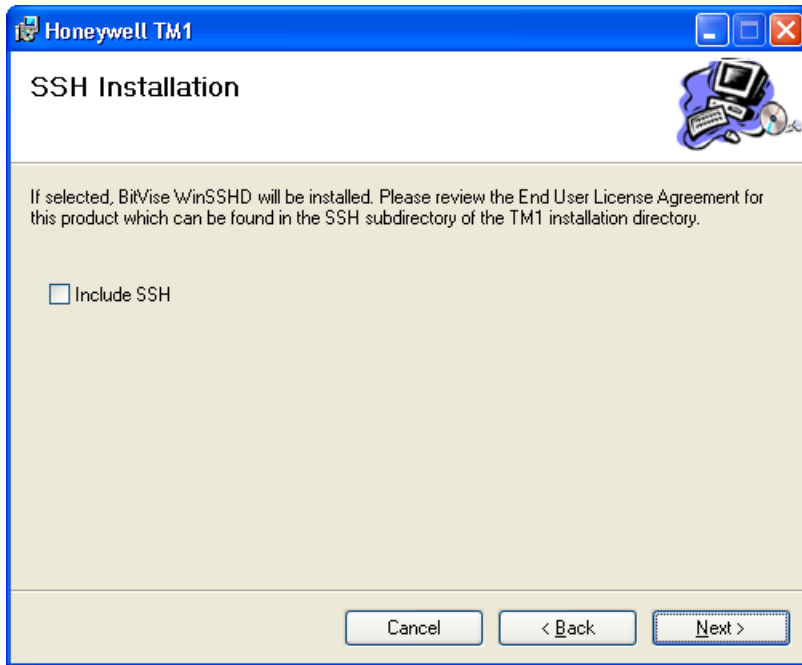 Honeywell TM1
SSH Installation
If selected, BitVise WinSSHD will be installed. Please review the End User License Agreement for
this product which can be found in the SSH subdirectory of the TM1 installation directory.
Include SSH
Cancel
< Back
Next >